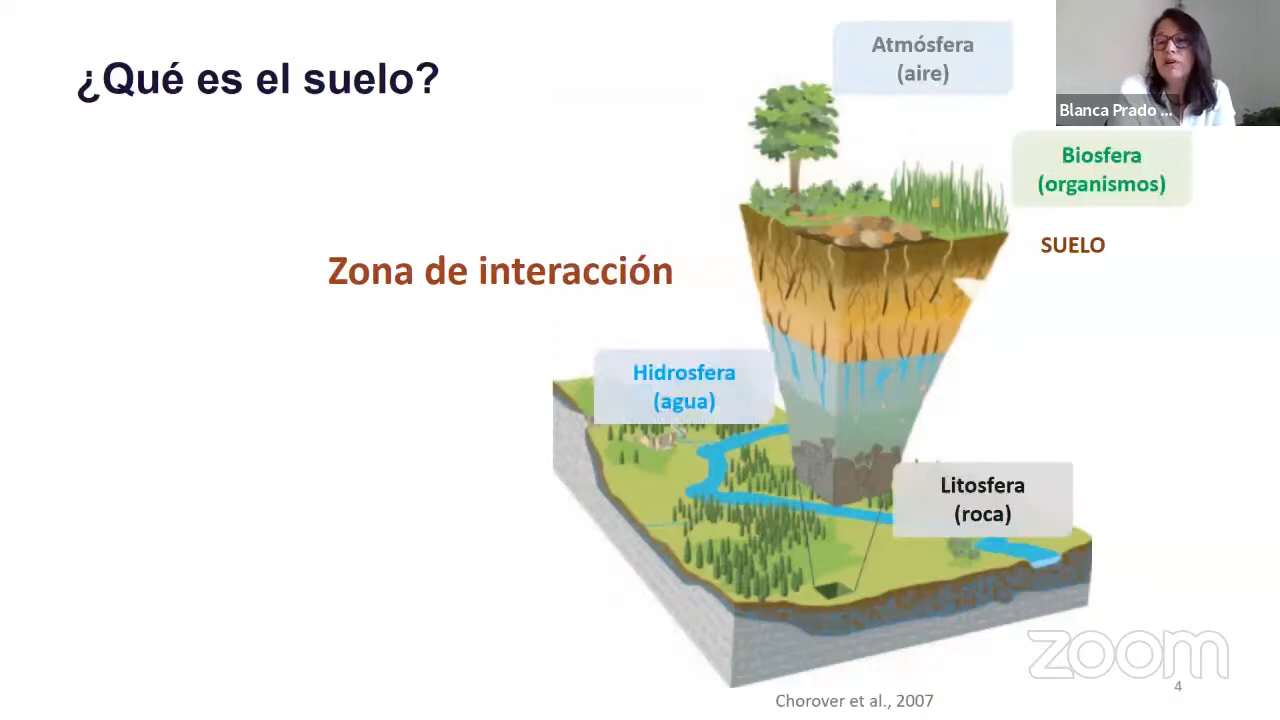 ¿Qué es el suelo?
Atmósfera
(aire)
Blanca Prado ...
Biosfera
(organismos)
SUELO
Zona de interacción
Hidrosfera
(agua)
Litosfera
(roca)
zoom
4
Chorover et al., 2007